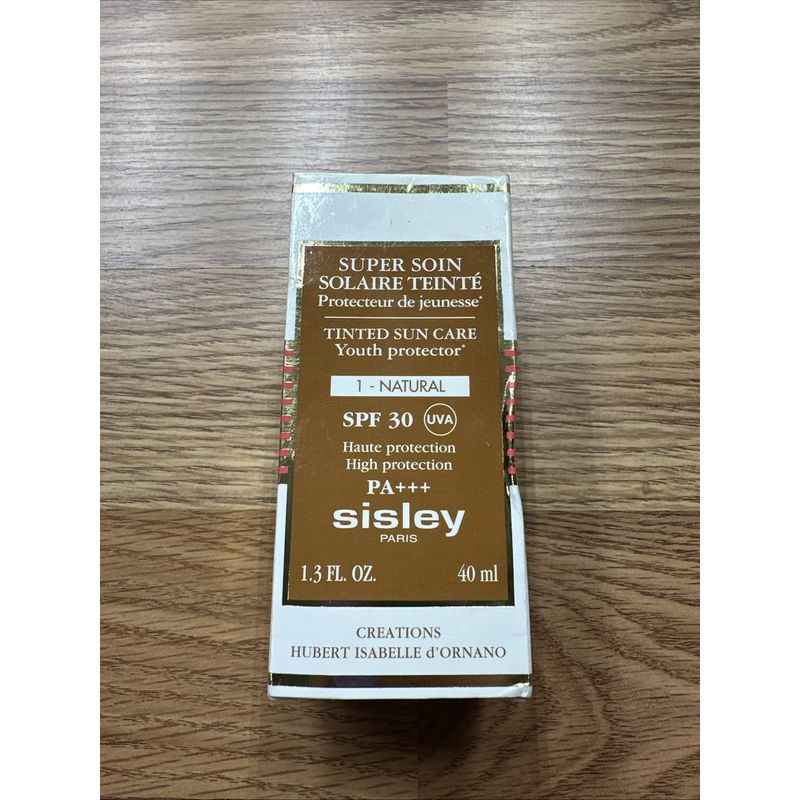 SUPER SOIN
SOLAIRE TEINTÉ
Protecteur de jeunesse*
TINTED SUN CARE
Youth protector*
1 - NATURAL
SPF 30 UVA
Haute protection
High protection
PA+++
sisley
PARIS
1.3 FL. OZ. 40 ml
CREATIONS
HUBERT ISABELLE d'ORNANO